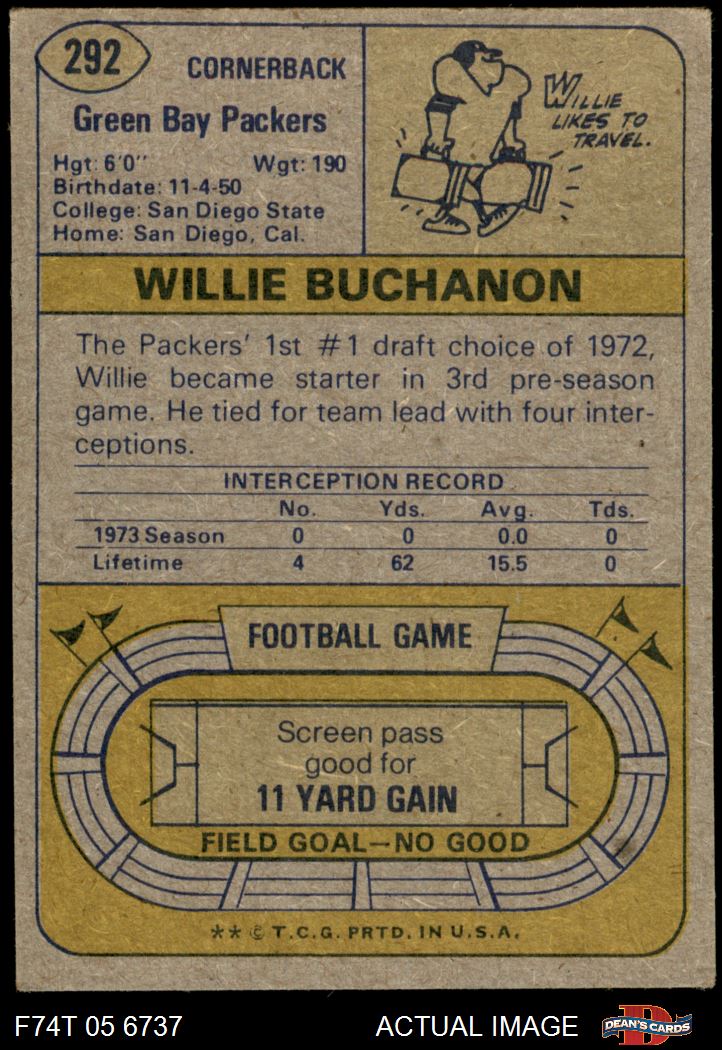 292
CORNERBACK
Green Bay Packers
Hgt: 6'0" Wgt: 190
Birthdate: 11-4-50
College: San Diego State
Home: San Diego, Cal.
WILLIE
LIKES TO
TRAVEL.
WILLIE BUCHANON
The Packers' 1st #1 draft choice of 1972,
Willie became starter in 3rd pre-season
game. He tied for team lead with four inter-
ceptions.
INTERCEPTION RECORD
No. Yds. Avg. Tds.
1973 Season 0 0 0.0 0
Lifetime 4 62 15.5 0
FOOTBALL GAME
Screen pass
good for
11 YARD GAIN
FIELD GOAL—NO GOOD
** © T.C.G. PRTD. IN U.S.A.
F74T 05 6737 ACTUAL IMAGE D DEAN'S CARDS